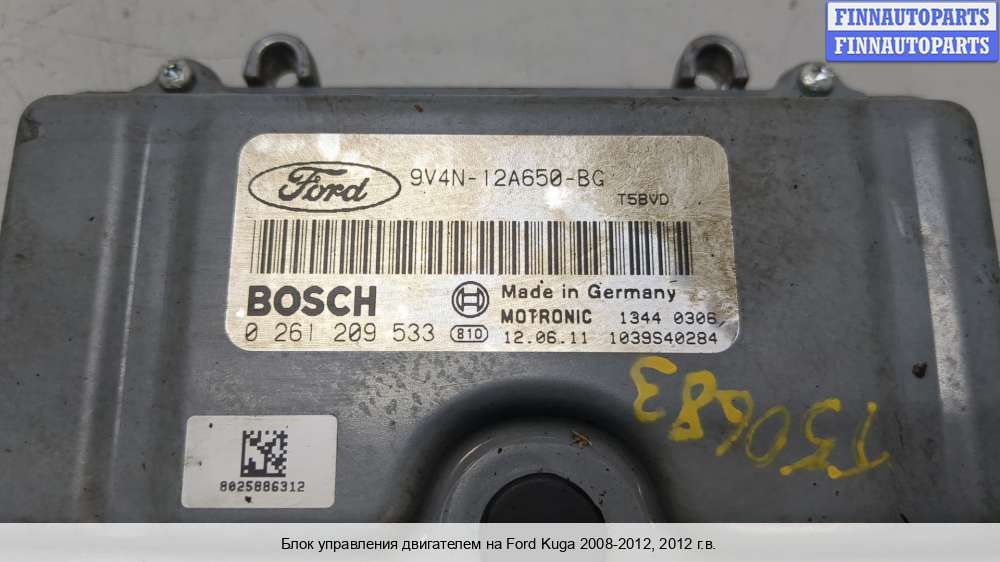 FINNAUTOPARTS
FINNAUTOPARTS
Ford
9V4N-12A650-BG
T5BVD
BOSCH
Made in Germany
MOTRONIC 1344 0306
0 261 209 533 810 12.06.11 1039S40284
T50683
8025886312
Блок управления двигателем на Ford Kuga 2008-2012, 2012 г.в.